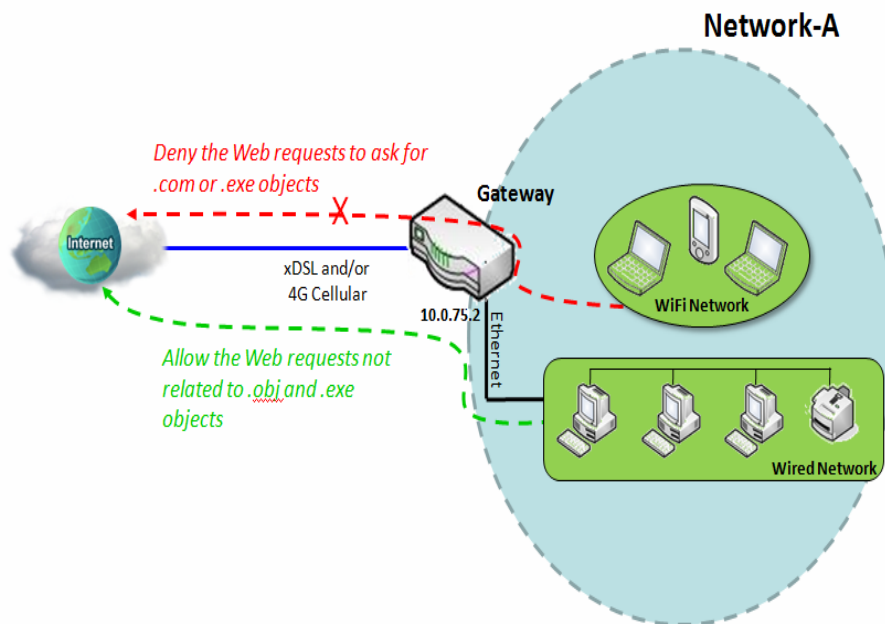 Network-A
Deny the Web requests to ask for
.com or .exe objects
Gateway
Internet
xDSL and/or
4G Cellular
10.0.75.2
Ethernet
WiFi Network
Allow the Web requests not
related to .obj and .exe
objects
Wired Network